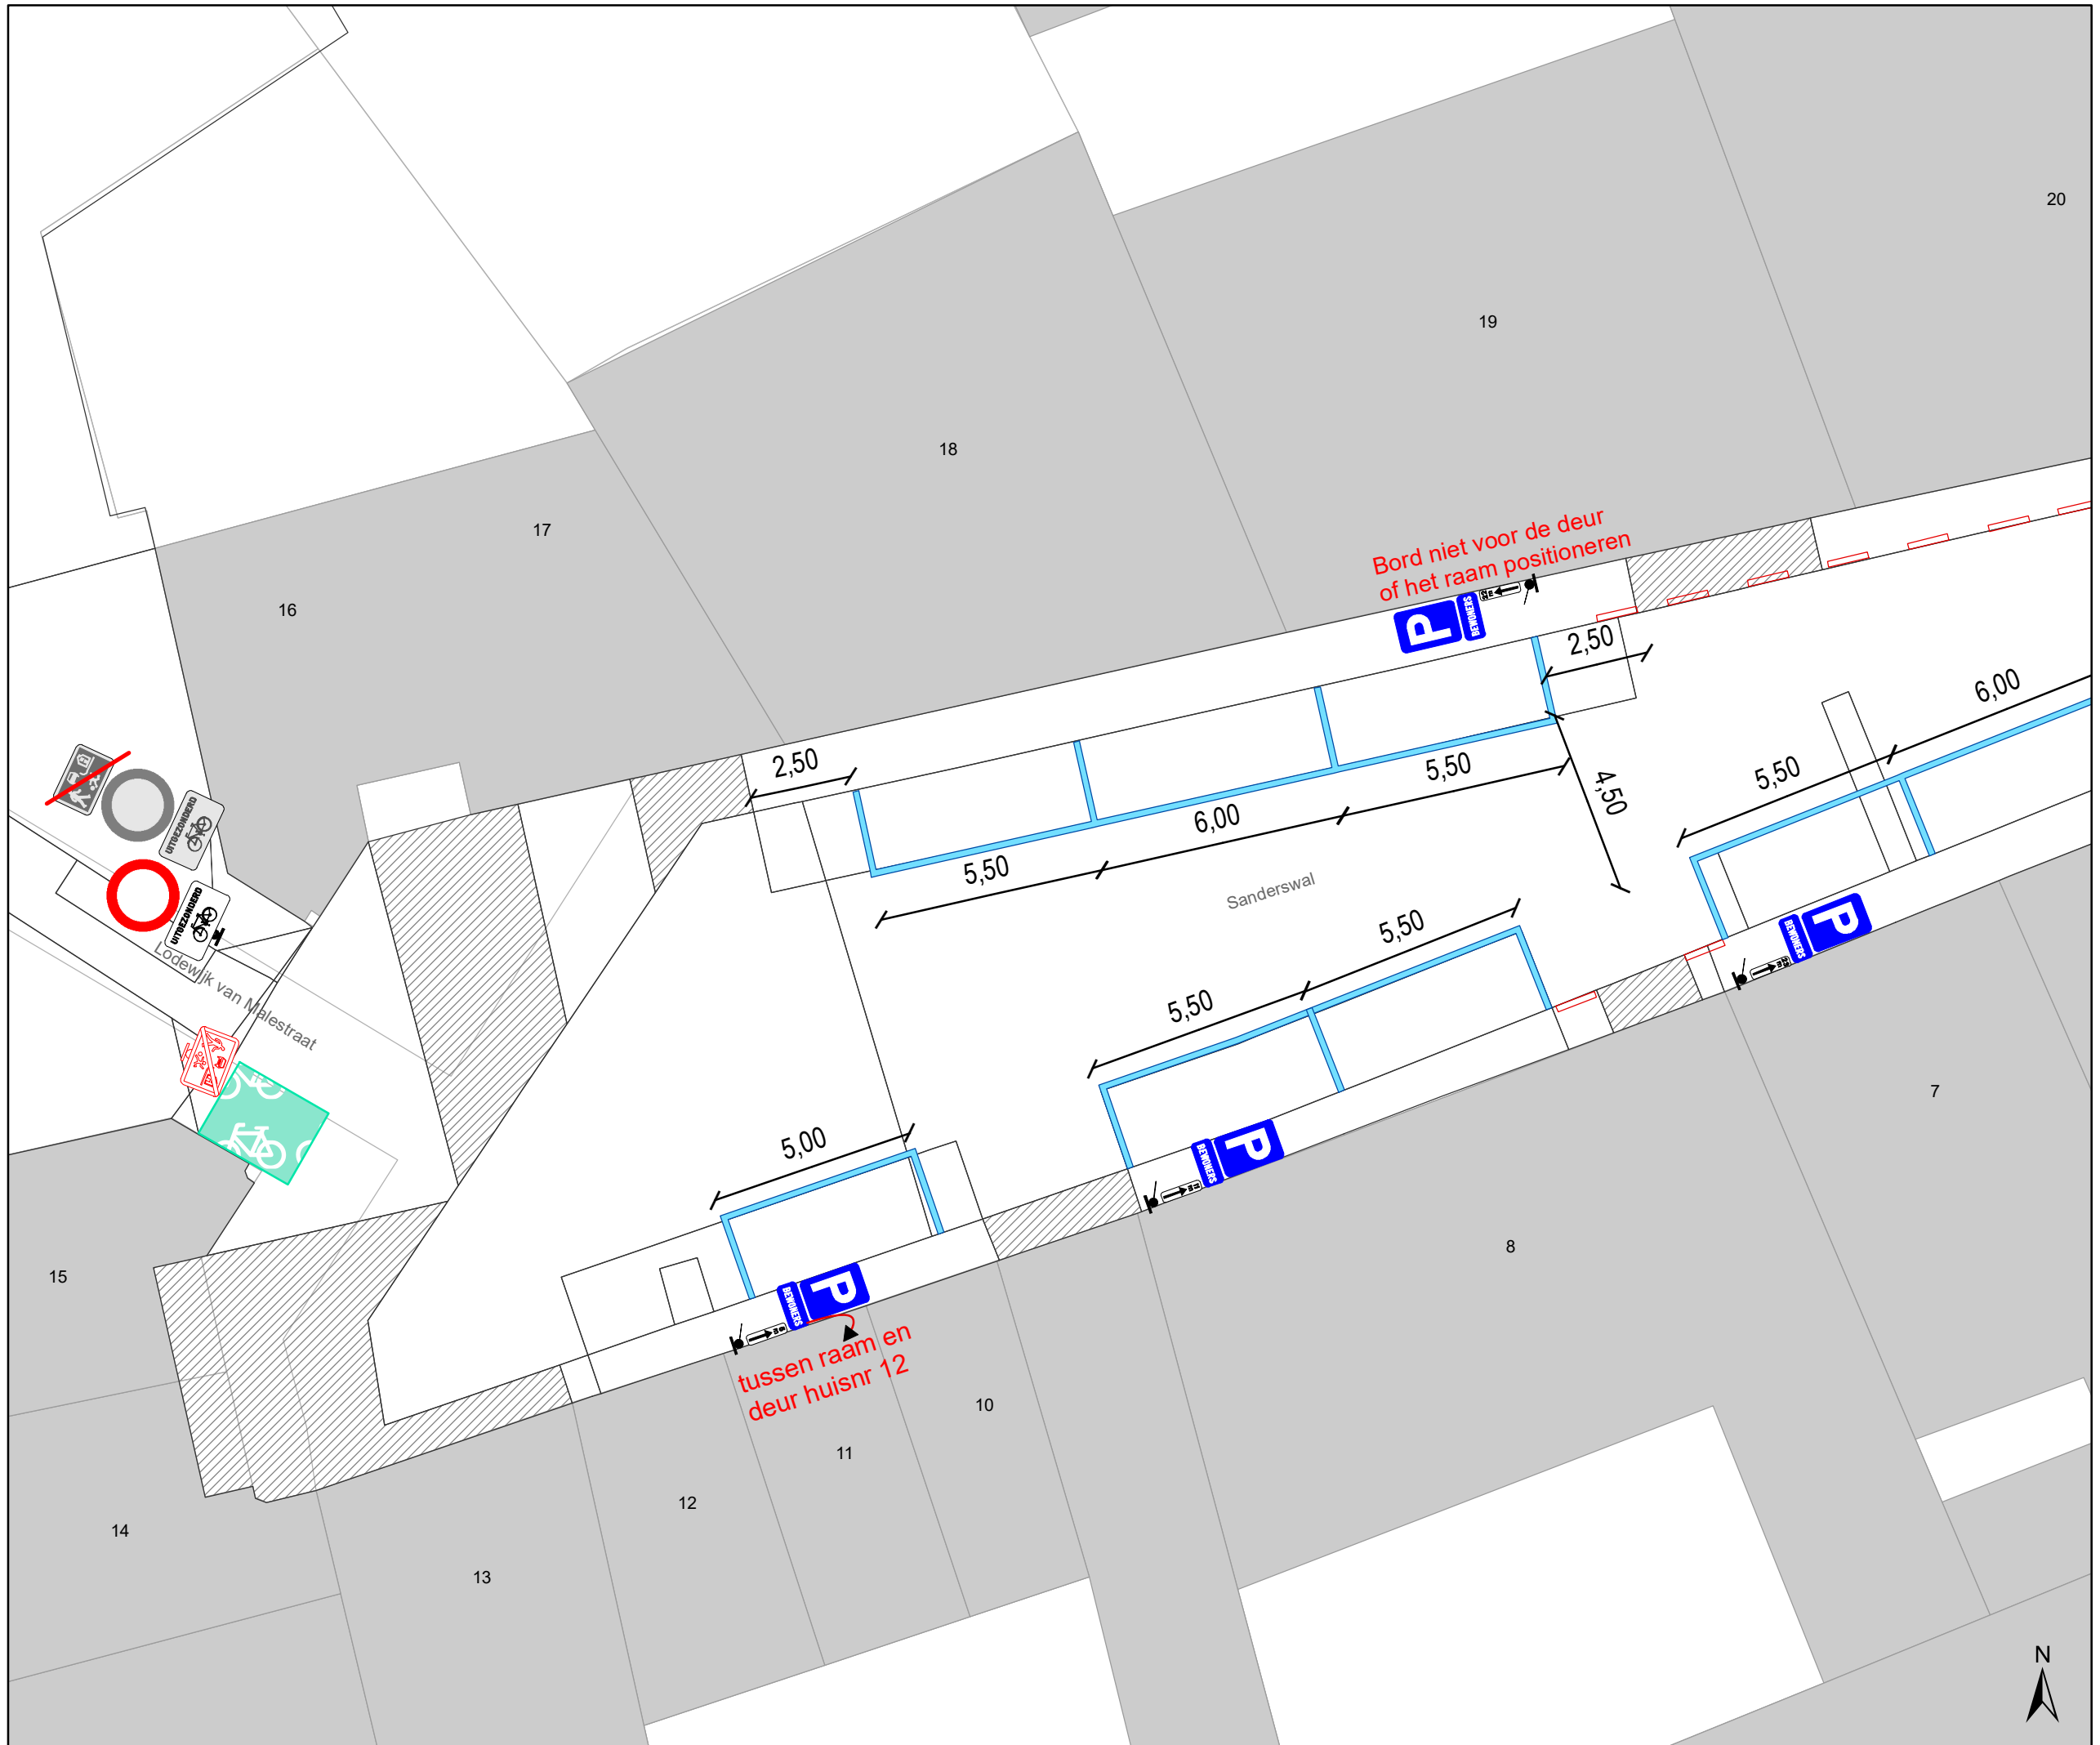 20
19
18
17
16
Bord niet voor de deur
of het raam positioneren
P
BEWONERS
2,50
2,50
6,00
5,50
5,50
4,50
6,00
5,50
5,50
Sanderswal
UITGEZONDERD
UITGEZONDERD
Lodewijk van Malestraat
5,50
5,50
P
BEWONERS
P
BEWONERS
5,00
P
BEWONERS
tussen raam en
deur huisnr 12
7
8
10
11
12
13
14
15
N